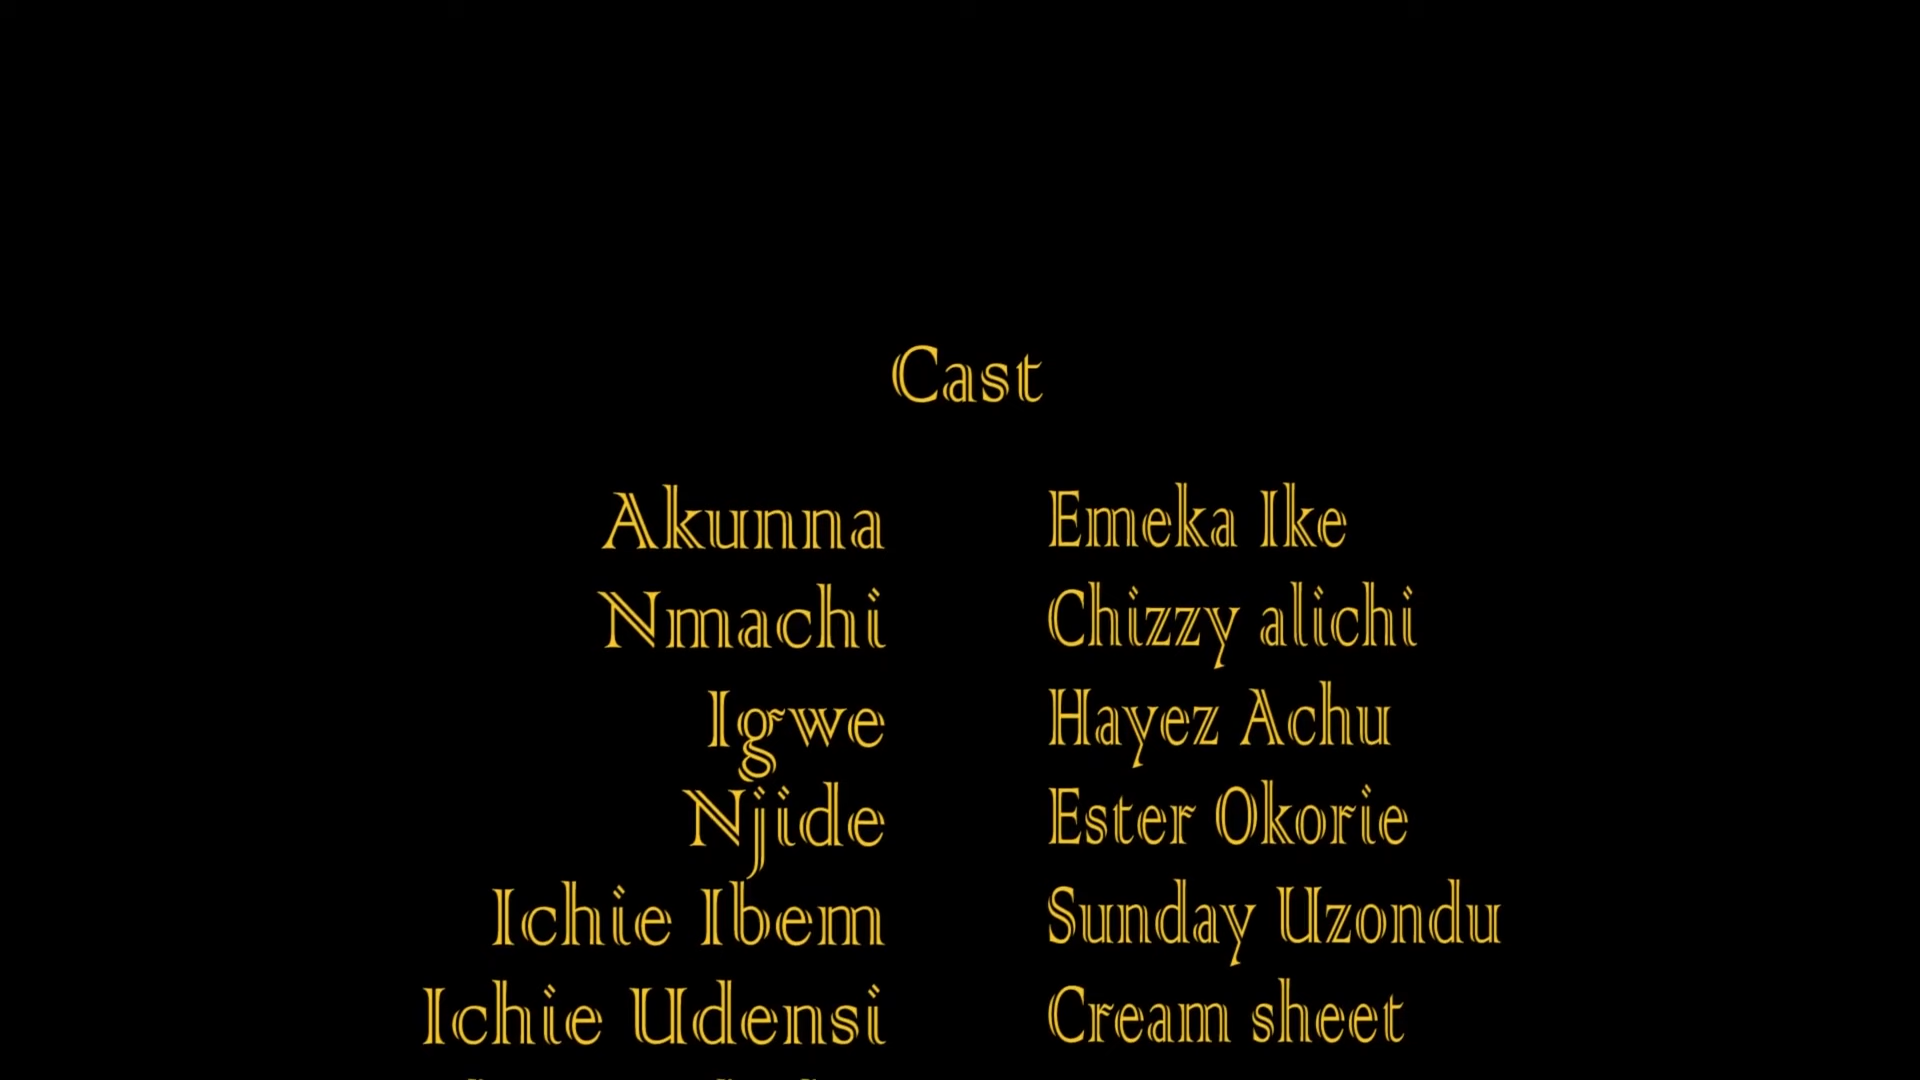 Cast
Akunna Emeka Ike
Nmachi Chizzy alichi
Igwe Hayez Achu
Njide Ester Okorie
Ichie Ibem Sunday Uzondu
Ichie Udensi Cream sheet